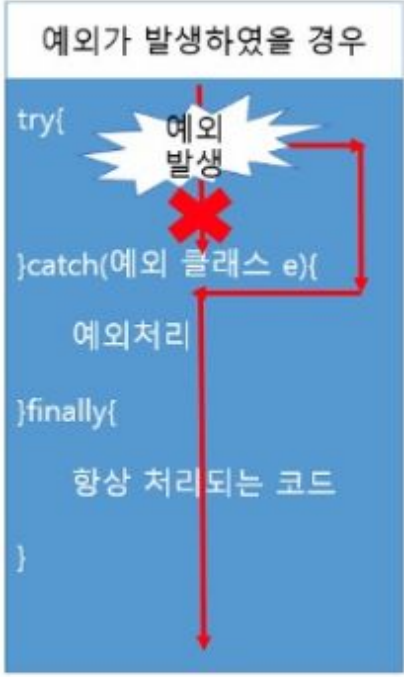 예외가 발생하였을 경우
try{
예외
발생
}catch(예외 클래스 e){
예외처리
}finally{
항상 처리되는 코드
}